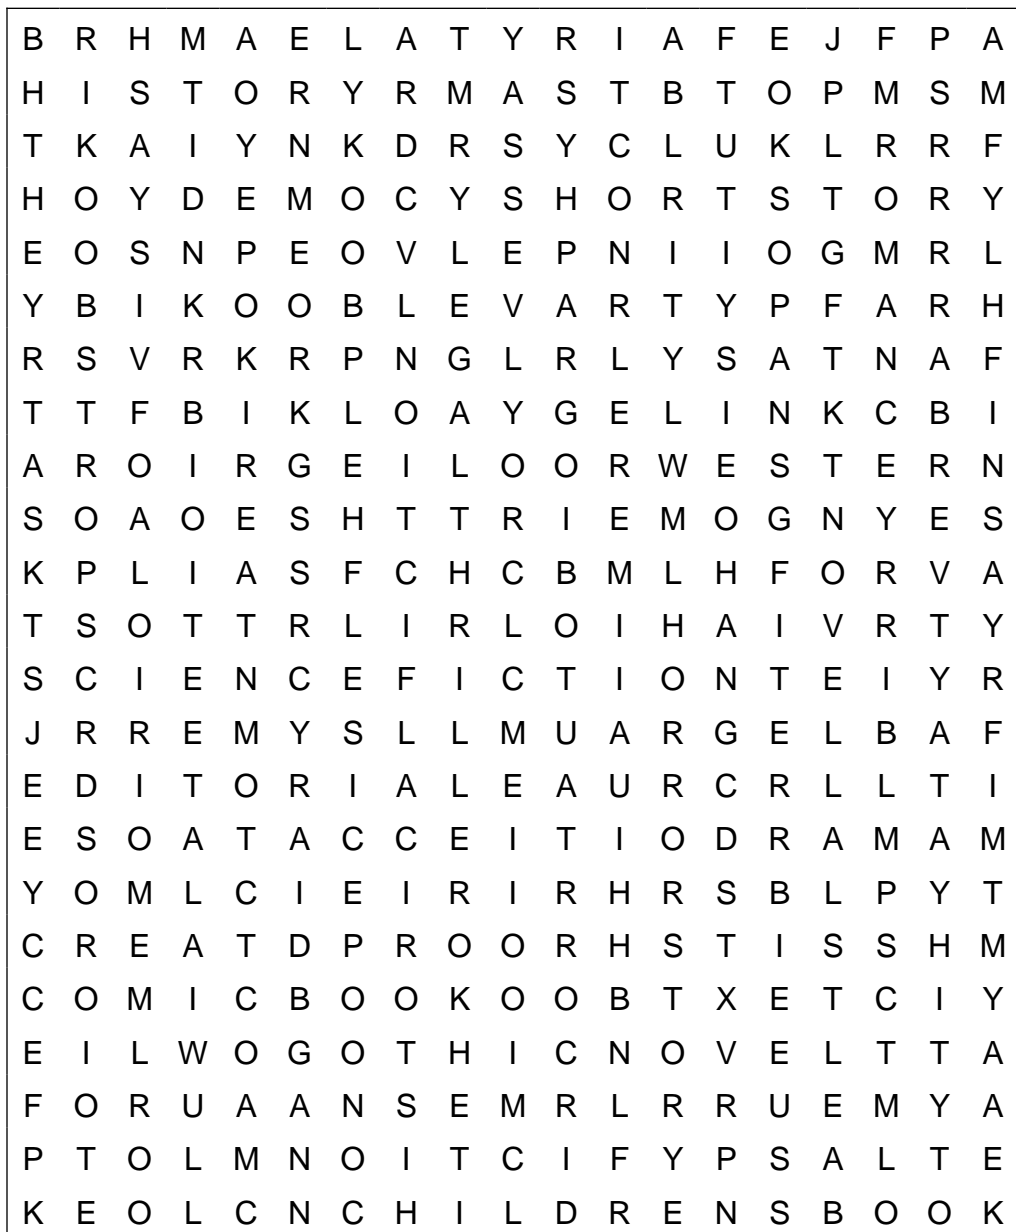 B R H M A E L A T Y R I A F E J F P A
H I S T O R Y R M A S T B T O P M S M
T K A I Y N K D R S Y C L U K L R R F
H O Y D E M O C Y S H O R T S T O R Y
E O S N P E O V L E P N I I O G M R L
Y B I K O O B L E V A R T Y P F A R H
R S V R K R P N G L R L Y S A T N A F
T T F B I K L O A Y G E L I N K C B I
A R O I R G E I L O O R W E S T E R N
S O A O E S H T T R I E M O G N Y E S
K P L I A S F C H C B M L H F O R V A
T S O T T R L I R L O I H A I V R T Y
S C I E N C E F I C T I O N T E I Y R
J R R E M Y S L L M U A R G E L B A F
E D I T O R I A L E A U R C R L L T I
E S O A T A C C E I T I O D R A M A M
Y O M L C I E I R I R H R S B L P Y T
C R E A T D P R O O R H S T I S S H M
C O M I C B O O K O O B T X E T C I Y
E I L W O G O T H I C N O V E L T T A
F O R U A A N S E M R L R R U E M Y A
P T O L M N O I T C I F Y P S A L T E
K E O L C N C H I L D R E N S B O O K